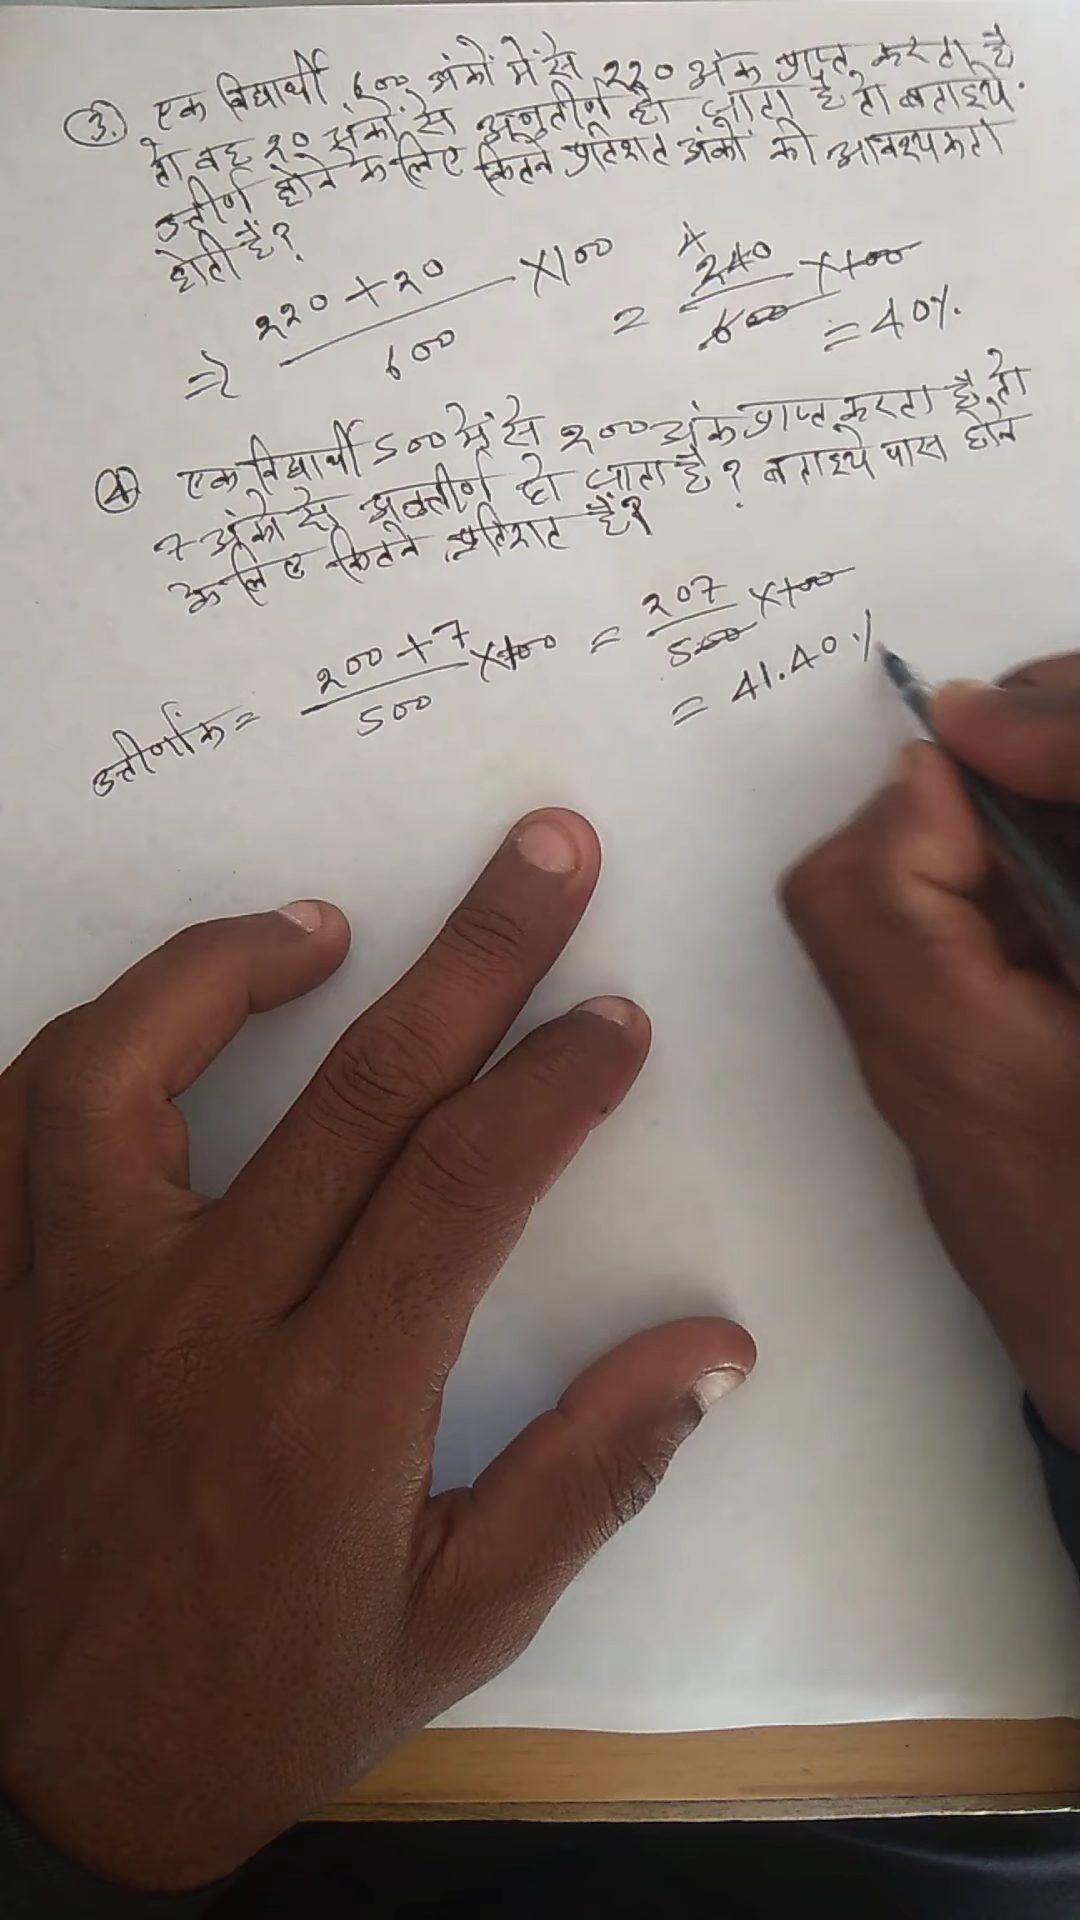 ③ एक विद्यार्थी 600 अंकों में से 220 अंक प्राप्त करता है
तो वह 20 अंकों से अनुतीर्ण हो जाता है तो बताइये.
उत्तीर्ण होने के लिए कितने प्रतिशत अंकों की आवश्यकता
होती है?
⇒ (220+20)/600 ×100 = 240/600 ×100 4
= 40%.
④ एक विद्यार्थी 500 में से 200 अंक प्राप्त करता है, तो
7 अंको से अनुत्तीर्ण हो जाता है? बताइये पास होने
के लिए कितने प्रतिशत हैं?
उत्तीर्णांक = (200+7)/500 ×100 = 207/500 ×100
= 41.40%